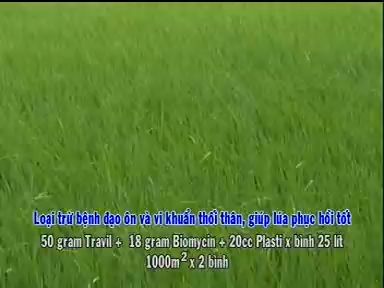 Loại trừ bệnh đạo ôn và vi khuẩn thối thân, giúp lúa phục hồi tốt
50 gram Travil + 18 gram Biomycin + 20cc Plasti x bình 25 lít
1000m² x 2 bình